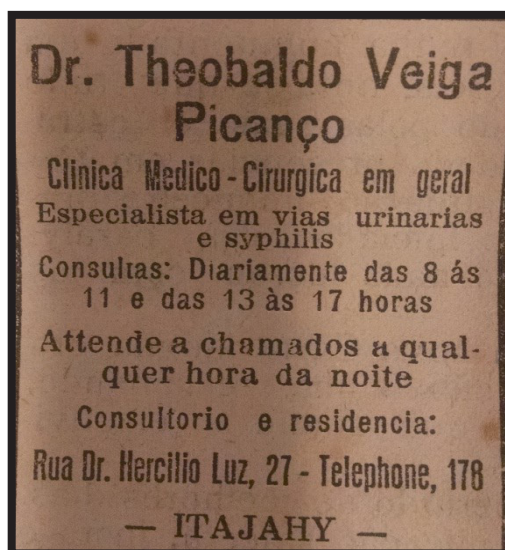 Dr. Theobaldo Veiga
Picanço
Clinica Medico - Cirurgica em geral
Especialista em vias urinarias
e syphilis
Consultas: Diariamente das 8 ás
11 e das 13 às 17 horas
Attende a chamados a qual-
quer hora da noite
Consultorio e residencia:
Rua Dr. Hercilio Luz, 27 - Telephone, 178
— ITAJAHY —